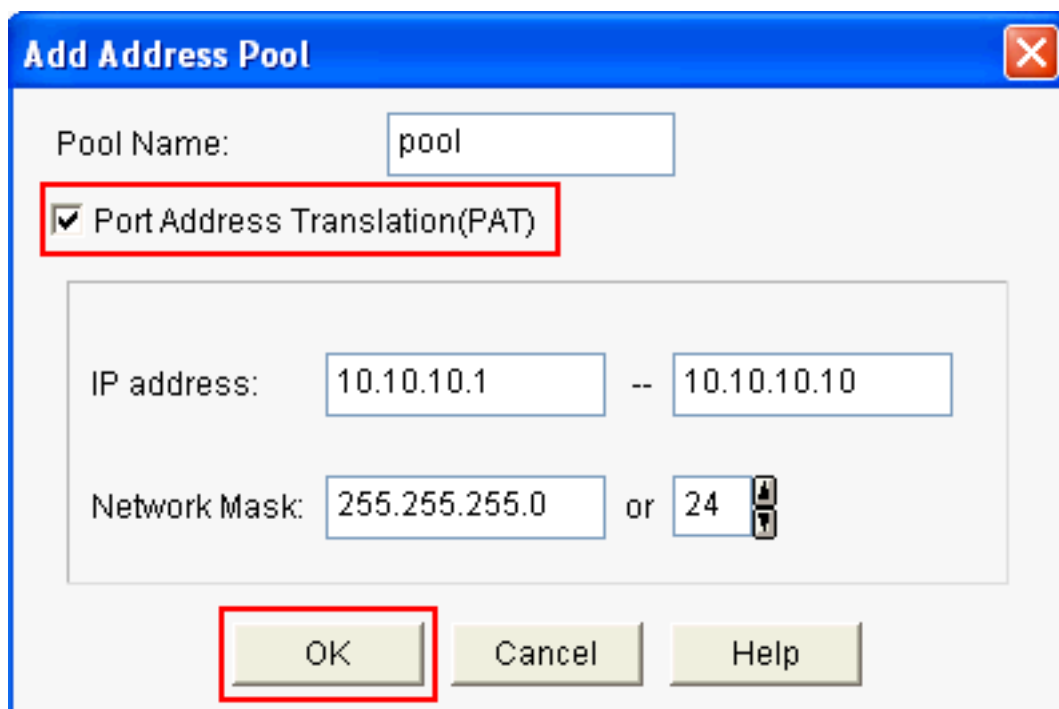 Add Address Pool
Pool Name: pool
Port Address Translation(PAT)
IP address: 10.10.10.1 -- 10.10.10.10
Network Mask: 255.255.255.0 or 24
OK Cancel Help